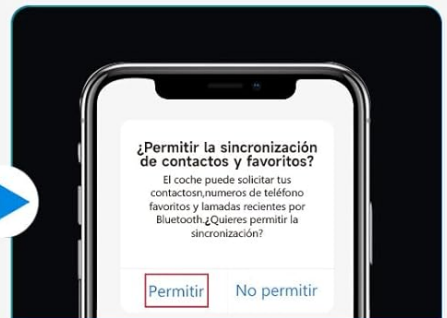 ¿Permitir la sincronización
de contactos y favoritos?
El coche puede solicitar tus
contactosn,numeros de teléfono
favoritos y lamadas recientes por
Bluetooth.¿Quieres permitir la
sincronización?
Permitir No permitir